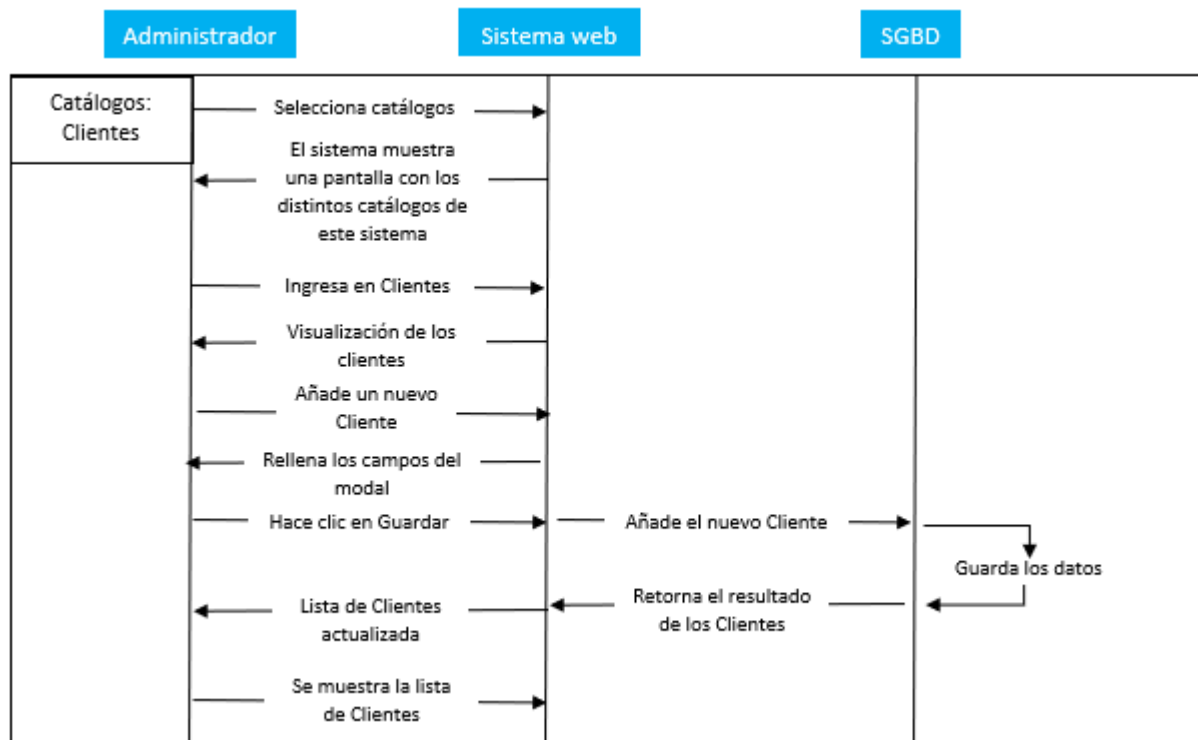 Administrador
Sistema web
SGBD
Catálogos:
Clientes
Selecciona catálogos
El sistema muestra
una pantalla con los
distintos catálogos de
este sistema
Ingresa en Clientes
Visualización de los
clientes
Añade un nuevo
Cliente
Rellena los campos del
modal
Hace clic en Guardar
Añade el nuevo Cliente
Guarda los datos
Retorna el resultado
de los Clientes
Lista de Clientes
actualizada
Se muestra la lista
de Clientes